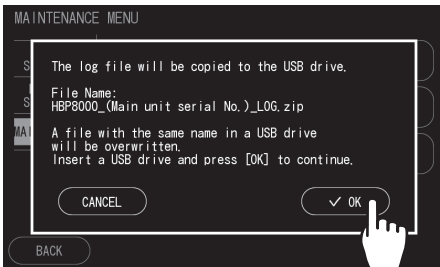 MAINTENANCE MENU
S
The log file will be copied to the USB drive.
File Name:
S
HBP8000_(Main unit serial No.)_LOG.zip
MAI
A file with the same name in a USB drive
will be overwritten.
Insert a USB drive and press [OK] to continue.
CANCEL
✓ OK
BACK